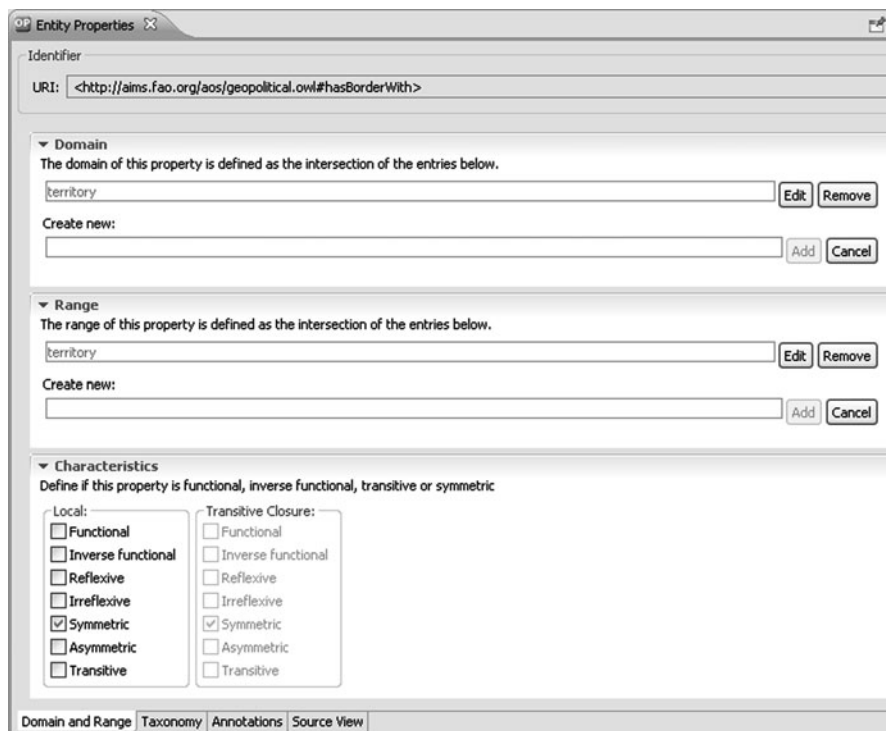 OP Entity Properties
Identifier
URI: <http://aims.fao.org/aos/geopolitical.owl#hasBorderWith>
Domain
The domain of this property is defined as the intersection of the entries below.
territory Edit Remove
Create new:
Add Cancel
Range
The range of this property is defined as the intersection of the entries below.
territory Edit Remove
Create new:
Add Cancel
Characteristics
Define if this property is functional, inverse functional, transitive or symmetric
Local: Transitive Closure:
Functional Functional
Inverse functional Inverse functional
Reflexive Reflexive
Irreflexive Irreflexive
Symmetric Symmetric
Asymmetric Asymmetric
Transitive Transitive
Domain and Range Taxonomy Annotations Source View